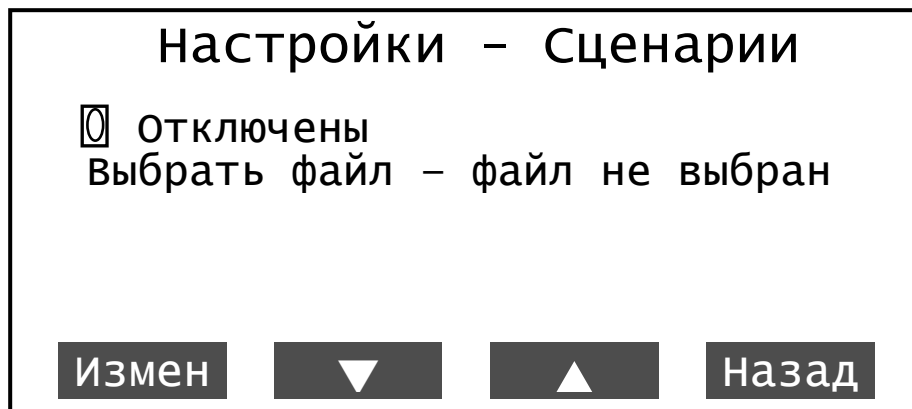 Настройки – Сценарии
0 Отключены
Выбрать файл – файл не выбран
Измен ▼ ▲ Назад